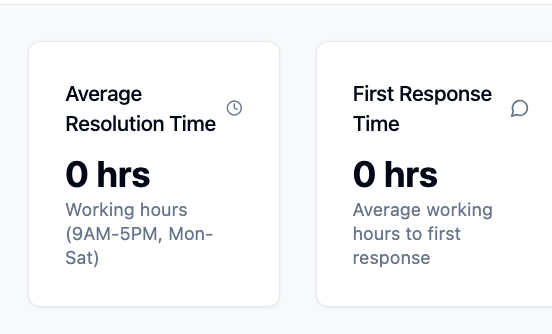 Average
Resolution Time
0 hrs
Working hours
(9AM-5PM, Mon-
Sat)
First Response
Time
0 hrs
Average working
hours to first
response